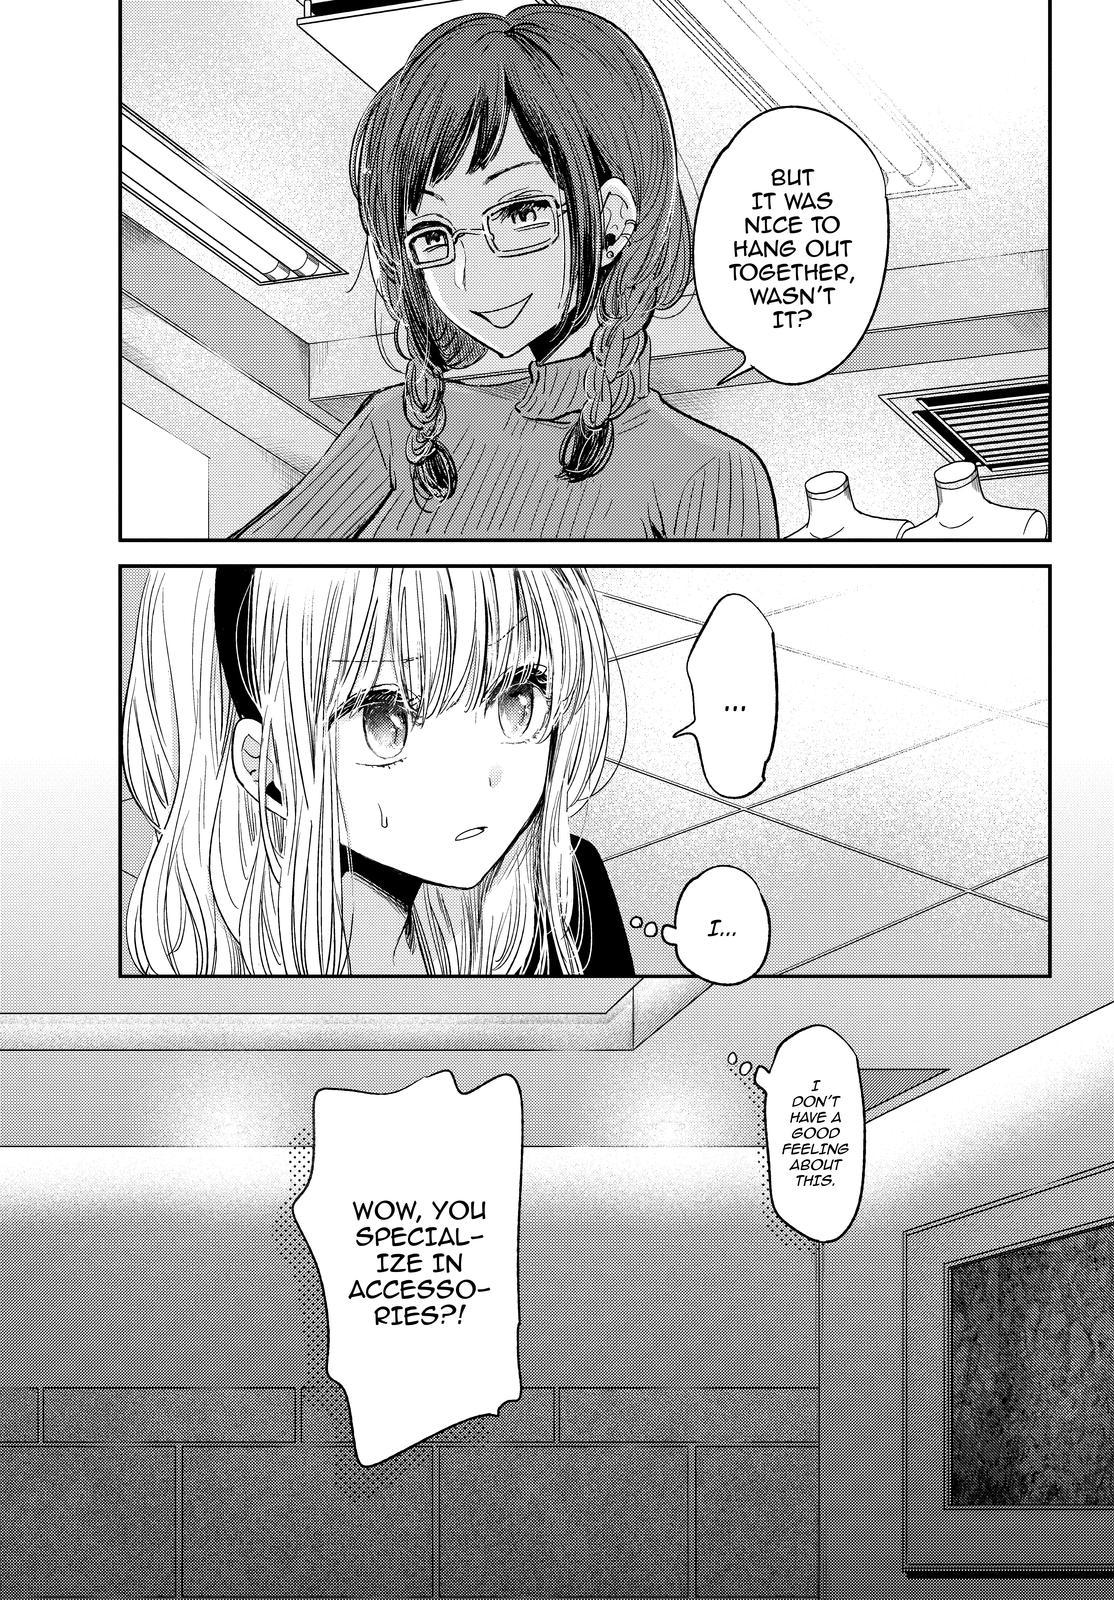 BUT
IT WAS
NICE TO
HANG OUT
TOGETHER,
WASN'T
IT?
...
I...
I
DON'T
HAVE A
GOOD
FEELING
ABOUT
THIS.
WOW, YOU
SPECIAL-
IZE IN
ACCESSO-
RIES?!